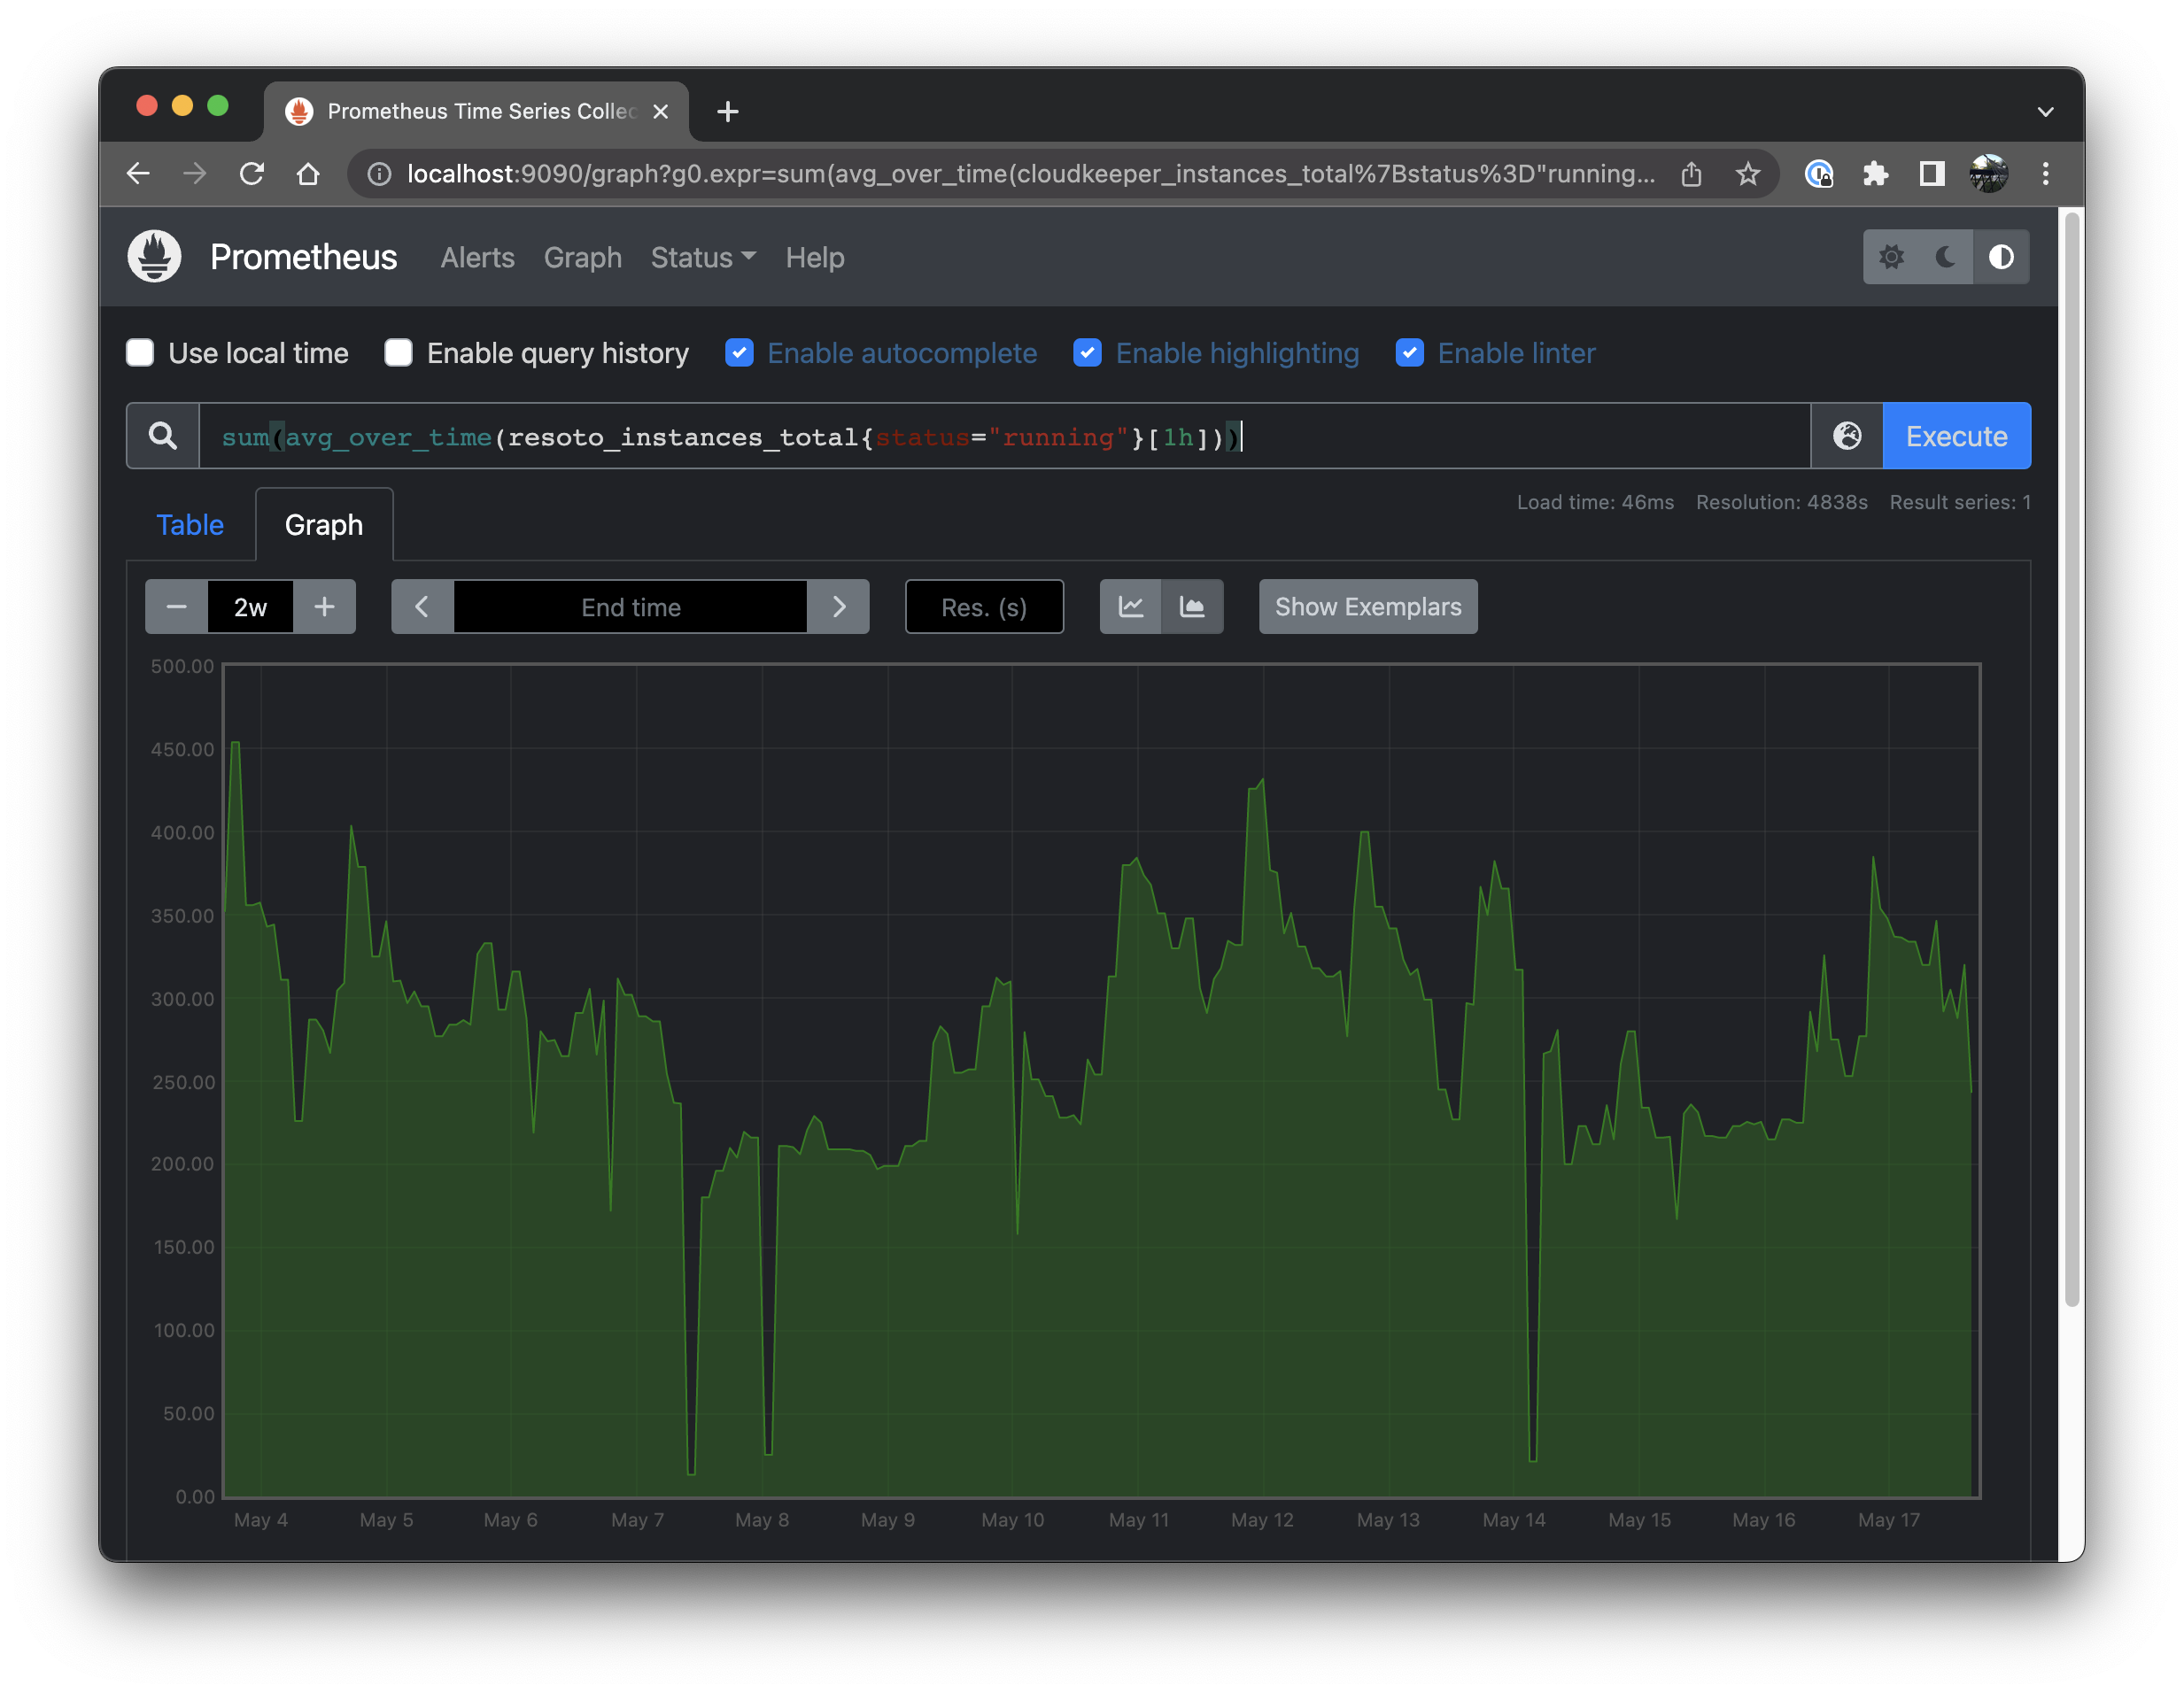 Prometheus Time Series Collec
localhost:9090/graph?g0.expr=sum(avg_over_time(cloudkeeper_instances_total%7Bstatus%3D"running...
Prometheus Alerts Graph Status Help
Use local time Enable query history Enable autocomplete Enable highlighting Enable linter
sum(avg_over_time(resoto_instances_total{status="running"}[1h])) Execute
Load time: 46ms Resolution: 4838s Result series: 1
Table Graph
2w End time Res. (s) Show Exemplars
500.00
450.00
400.00
350.00
300.00
250.00
200.00
150.00
100.00
50.00
0.00
May 4 May 5 May 6 May 7 May 8 May 9 May 10 May 11 May 12 May 13 May 14 May 15 May 16 May 17